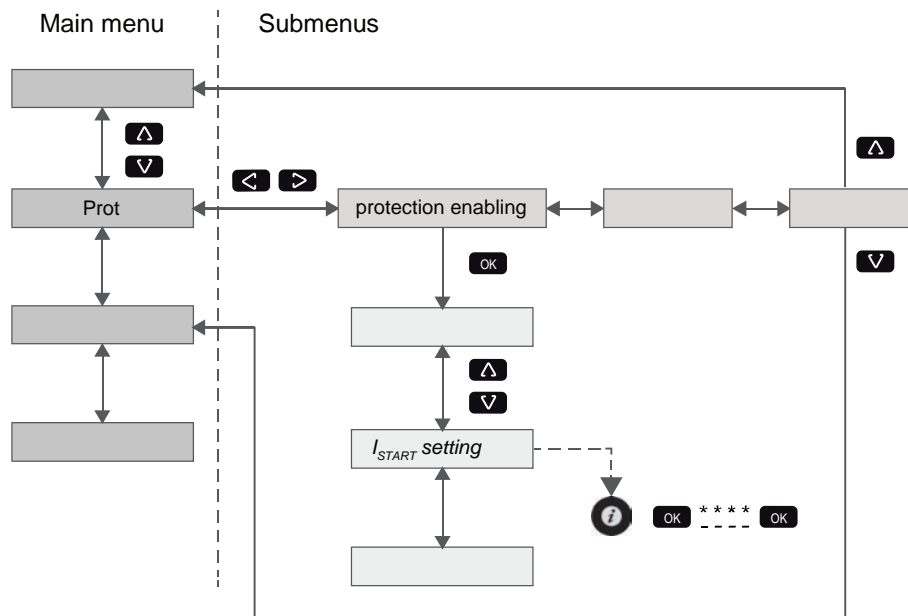 Main menu
Submenus
Prot
protection enabling
OK
I_START setting
i
OK **** OK